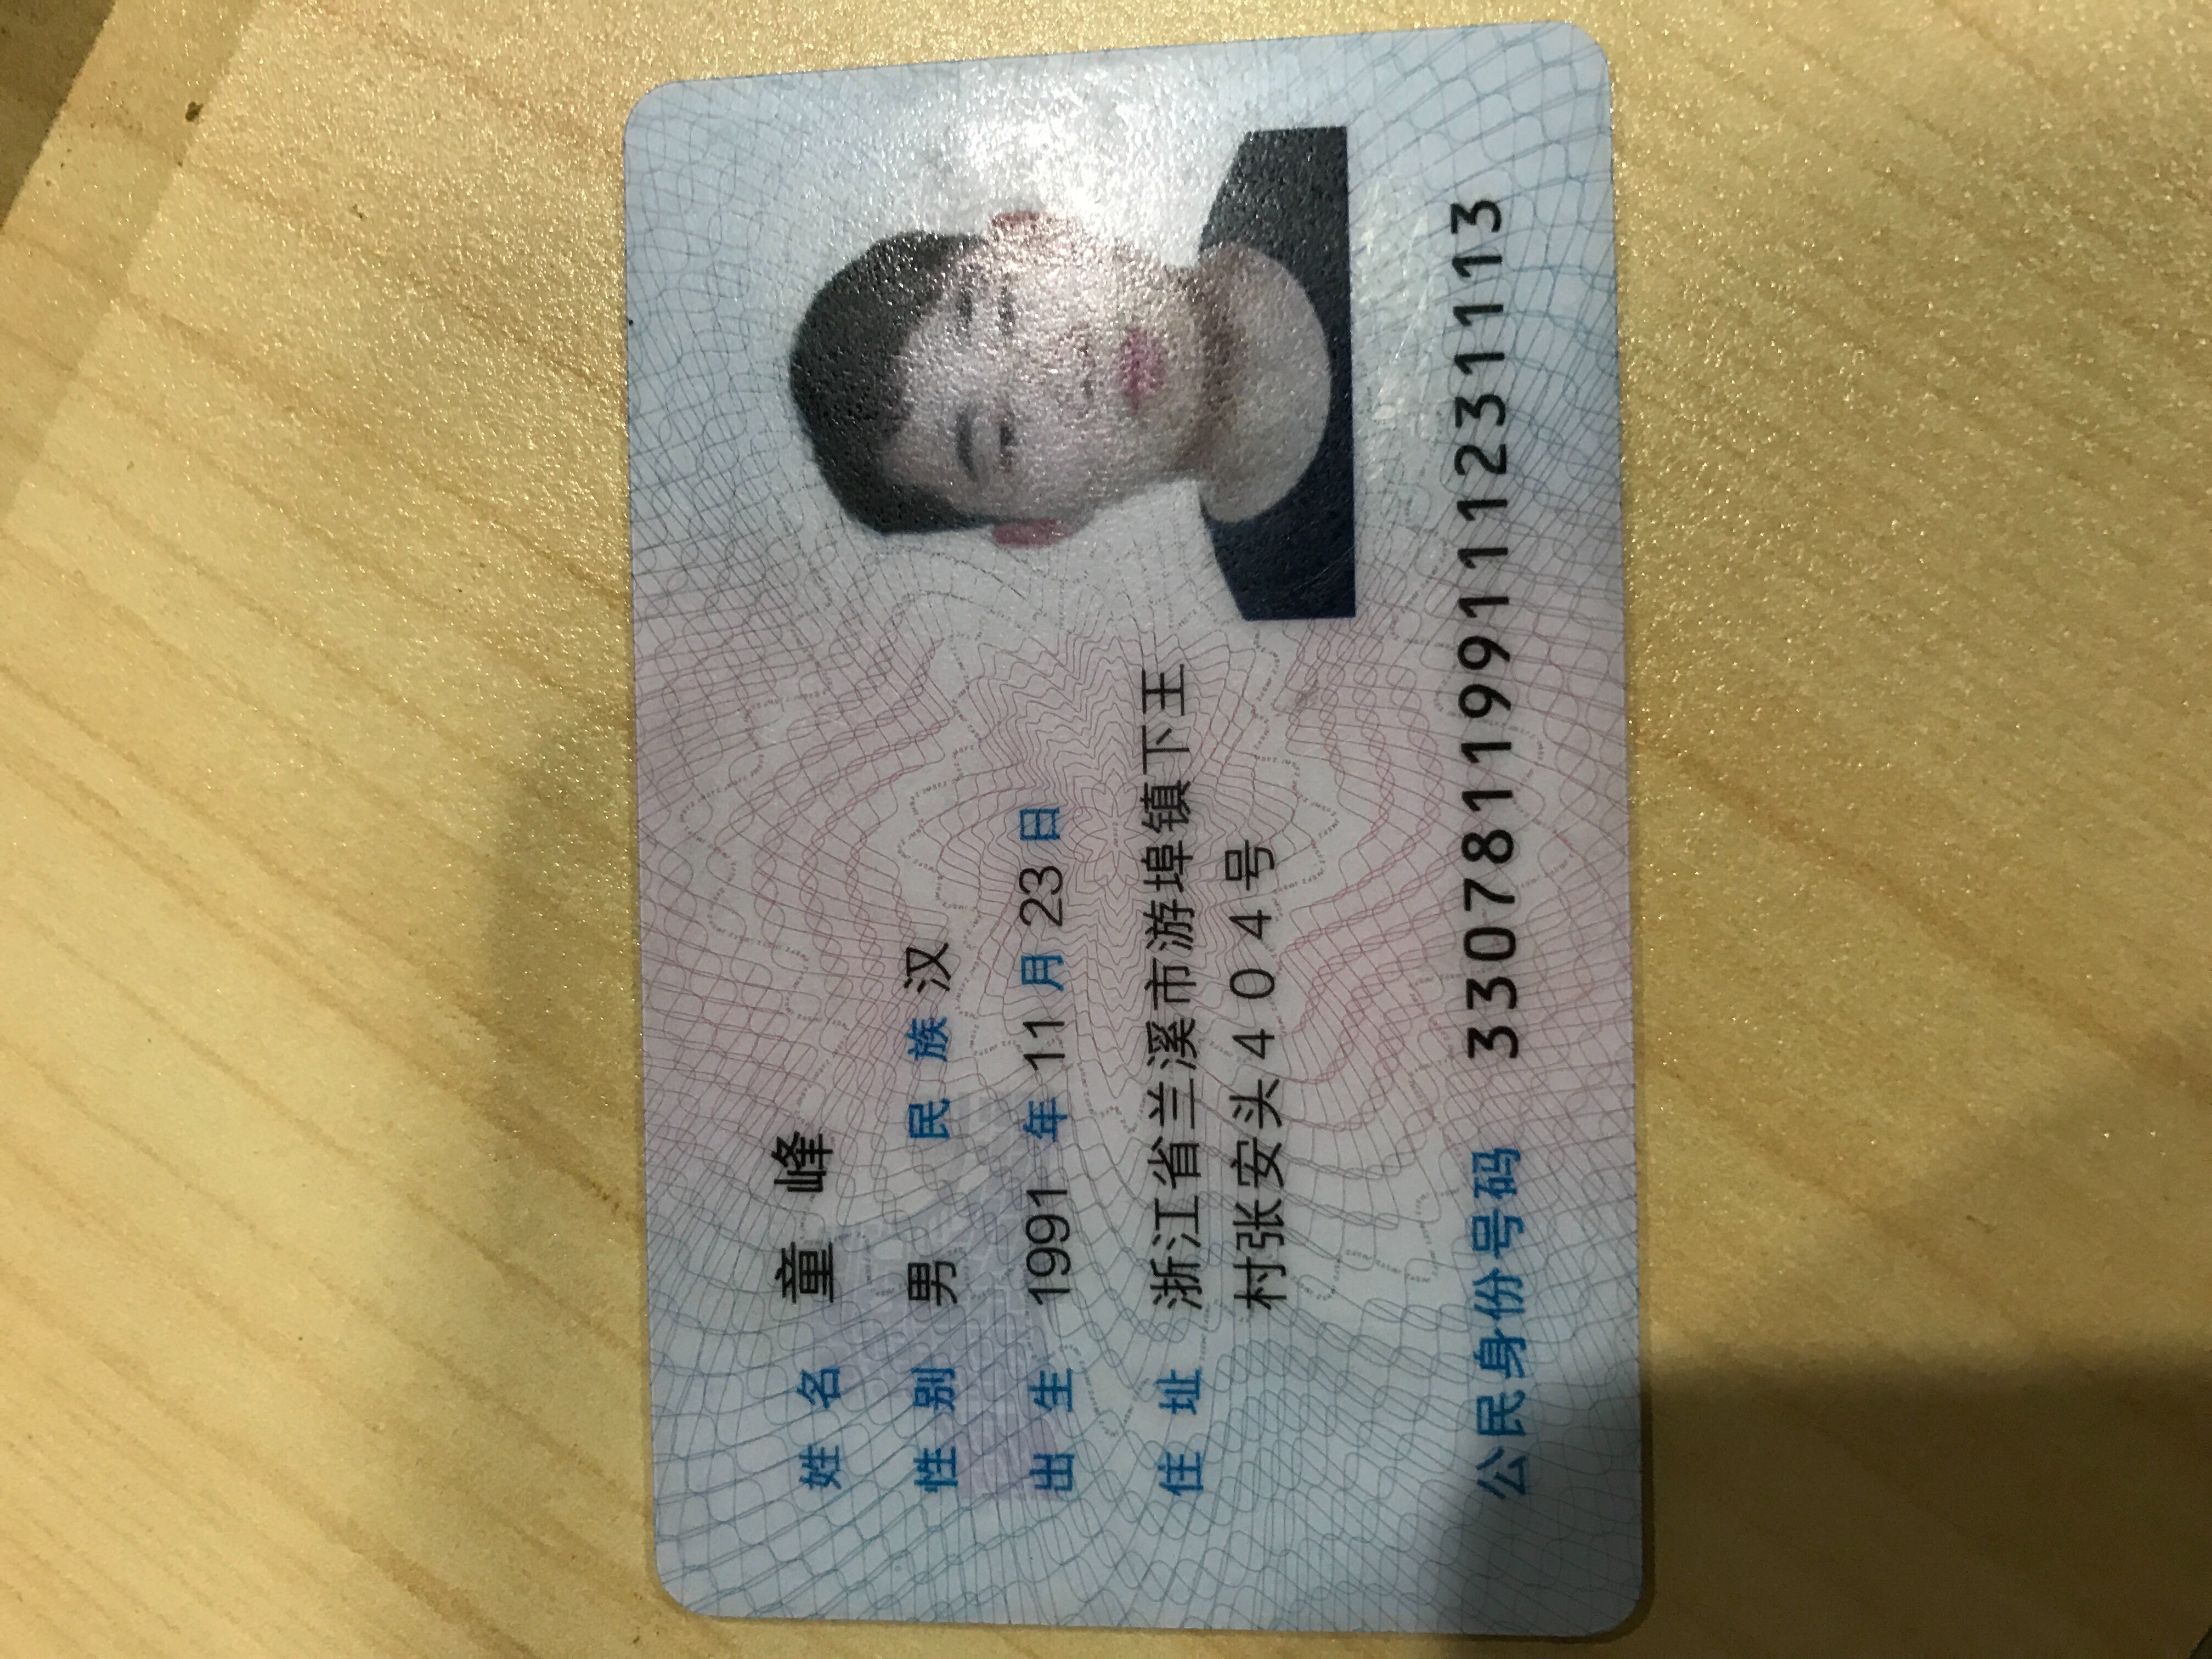 姓名 童峰
性别 男 民族 汉
出生 1991 年 11 月 23 日
住址 浙江省兰溪市游埠镇下王
村张安头404号
公民身份号码 330781199111231113